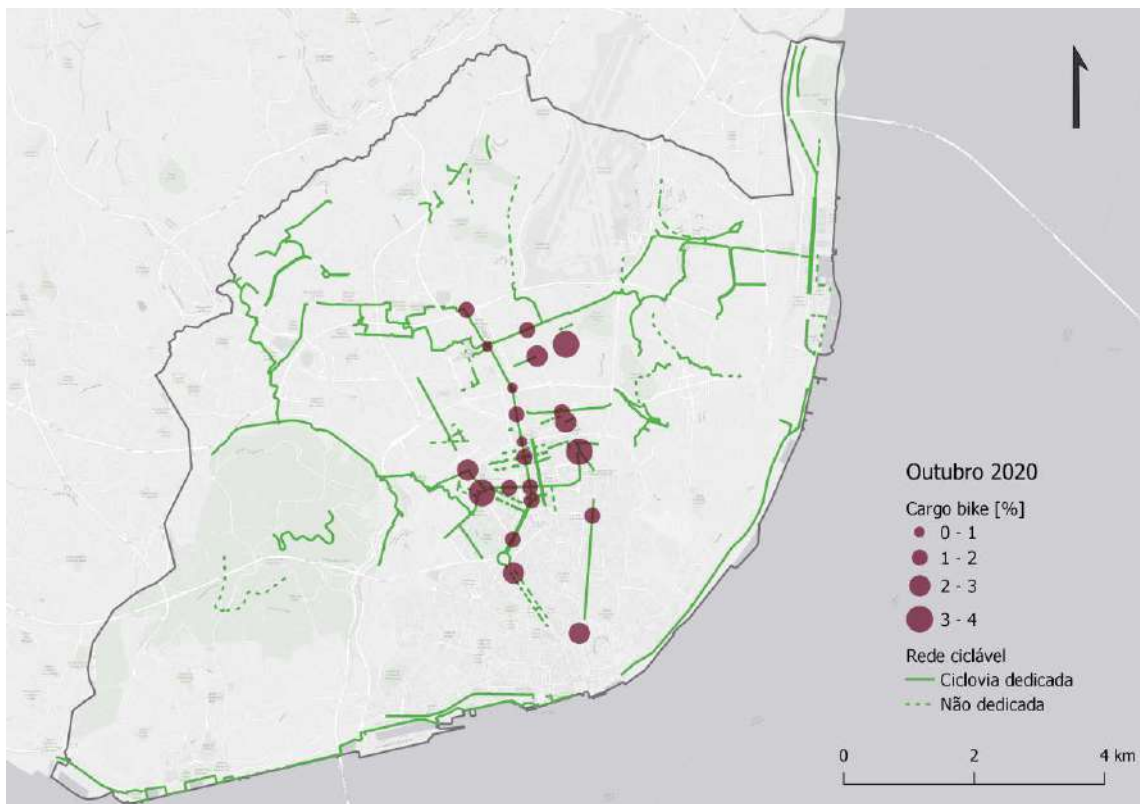 Outubro 2020
Cargo bike [%]
0 - 1
1 - 2
2 - 3
3 - 4
Rede ciclável
Ciclovia dedicada
Não dedicada
0 2 4 km